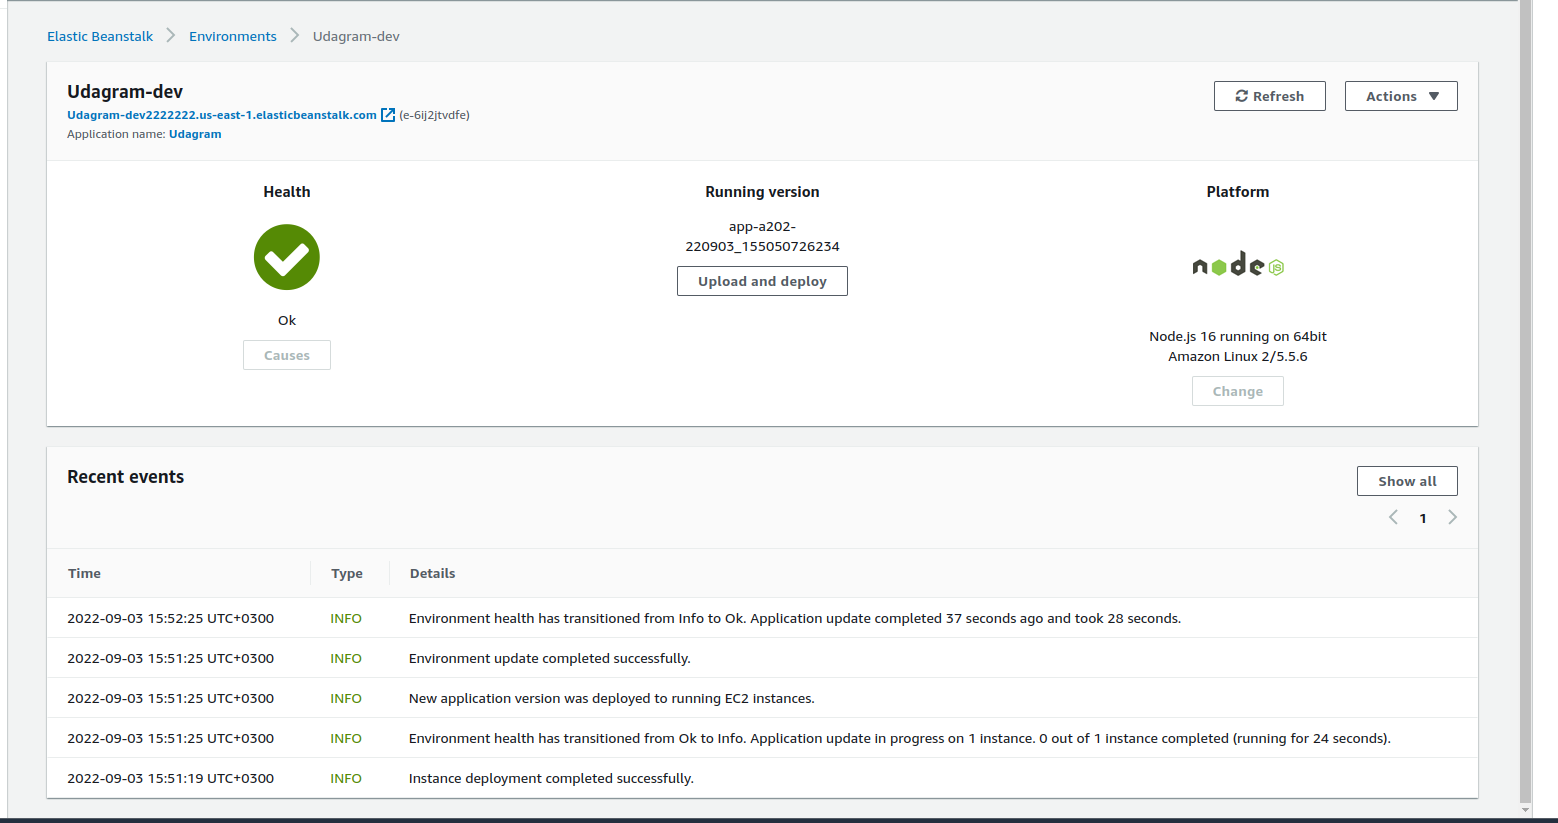 Elastic Beanstalk > Environments > Udagram-dev
Udagram-dev
Udagram-dev2222222.us-east-1.elasticbeanstalk.com (e-6ij2jtvdfe)
Application name: Udagram
Refresh
Actions
Health
Ok
Causes
Running version
app-a202-
220903_155050726234
Upload and deploy
Platform
node JS
Node.js 16 running on 64bit
Amazon Linux 2/5.5.6
Change
Recent events
Show all
1
Time Type Details
2022-09-03 15:52:25 UTC+0300 INFO Environment health has transitioned from Info to Ok. Application update completed 37 seconds ago and took 28 seconds.
2022-09-03 15:51:25 UTC+0300 INFO Environment update completed successfully.
2022-09-03 15:51:25 UTC+0300 INFO New application version was deployed to running EC2 instances.
2022-09-03 15:51:25 UTC+0300 INFO Environment health has transitioned from Ok to Info. Application update in progress on 1 instance. 0 out of 1 instance completed (running for 24 seconds).
2022-09-03 15:51:19 UTC+0300 INFO Instance deployment completed successfully.